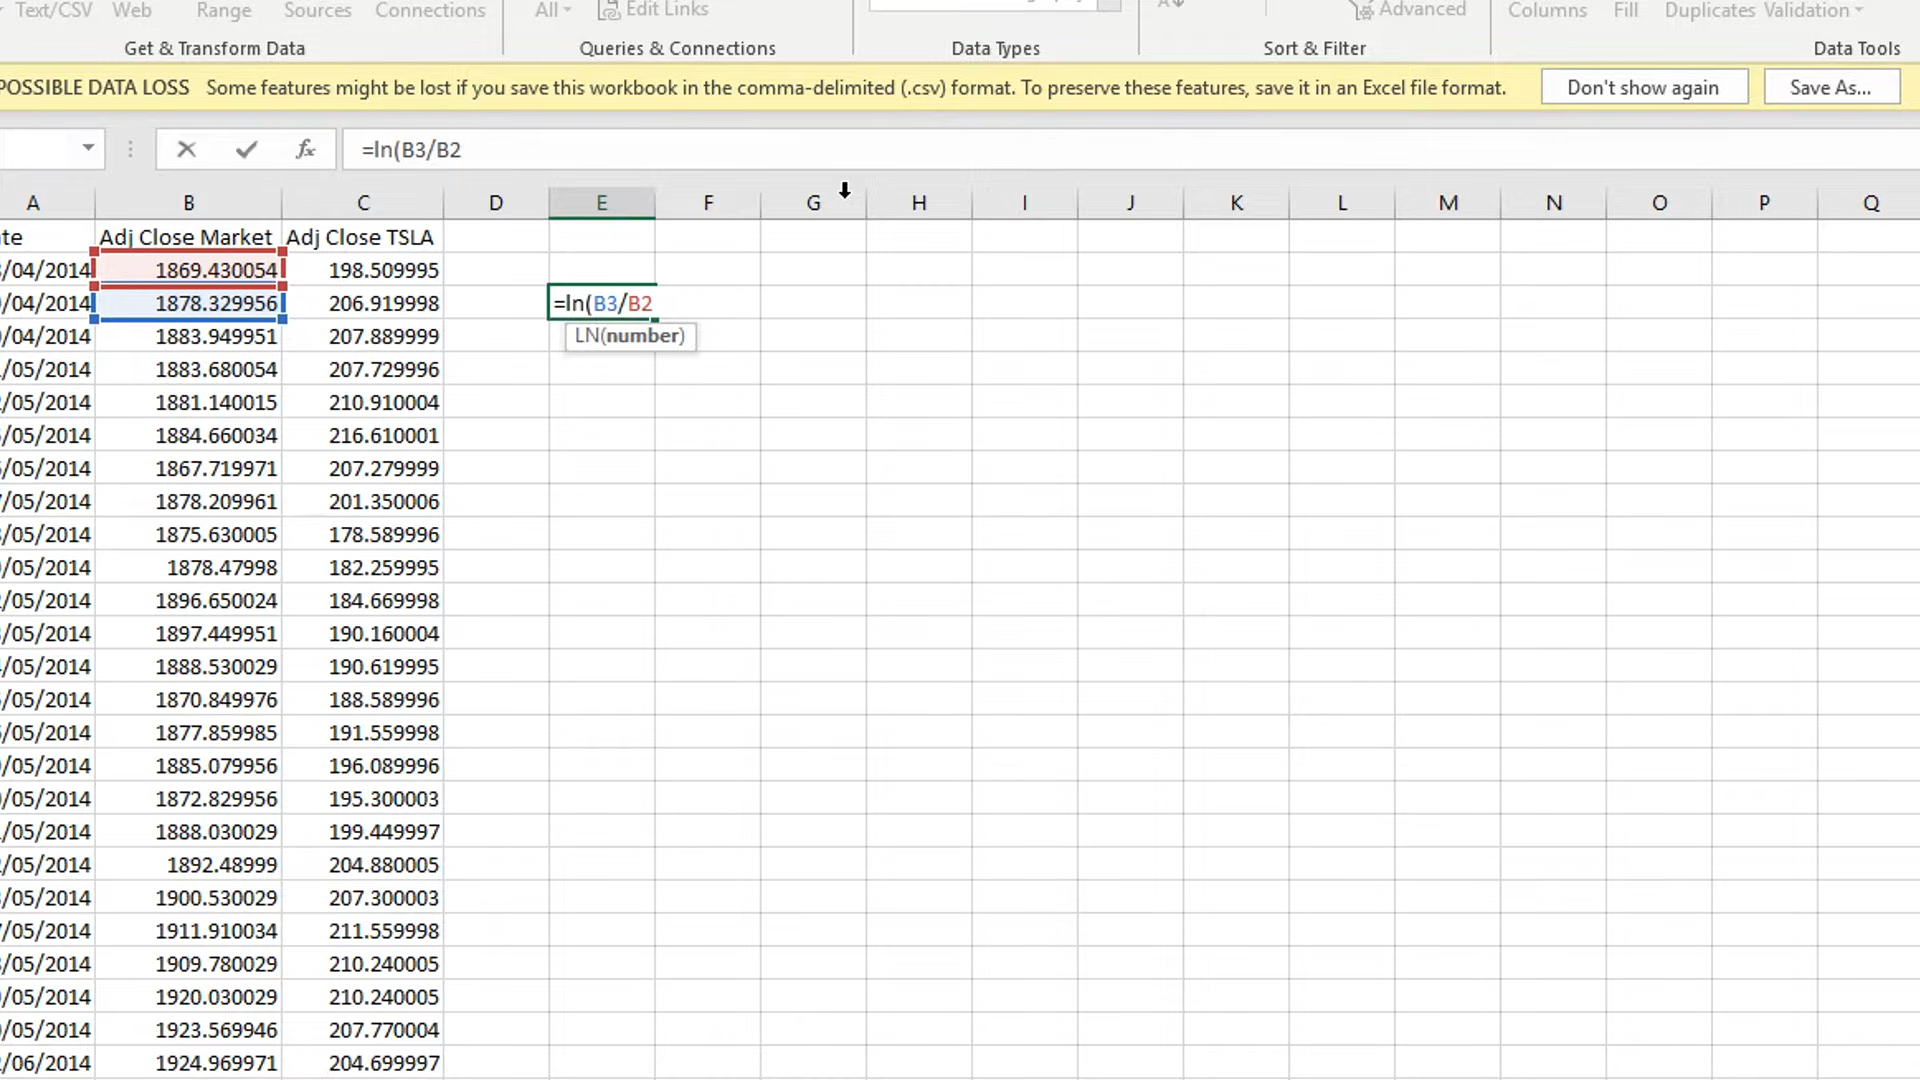 Text/CSV Web Range Sources Connections All Edit Links Advanced Columns Fill Duplicates Validation
Get & Transform Data Queries & Connections Data Types Sort & Filter Data Tools
POSSIBLE DATA LOSS Some features might be lost if you save this workbook in the comma-delimited (.csv) format. To preserve these features, save it in an Excel file format. Don't show again Save As...
fx =ln(B3/B2
A B C D E F G H I J K L M N O P Q
te Adj Close Market Adj Close TSLA
/04/2014 1869.430054 198.509995
/04/2014 1878.329956 206.919998 =ln(B3/B2
LN(number)
/04/2014 1883.949951 207.889999
/05/2014 1883.680054 207.729996
/05/2014 1881.140015 210.910004
/05/2014 1884.660034 216.610001
/05/2014 1867.719971 207.279999
/05/2014 1878.209961 201.350006
/05/2014 1875.630005 178.589996
/05/2014 1878.47998 182.259995
/05/2014 1896.650024 184.669998
/05/2014 1897.449951 190.160004
/05/2014 1888.530029 190.619995
/05/2014 1870.849976 188.589996
/05/2014 1877.859985 191.559998
/05/2014 1885.079956 196.089996
/05/2014 1872.829956 195.300003
/05/2014 1888.030029 199.449997
/05/2014 1892.48999 204.880005
/05/2014 1900.530029 207.300003
/05/2014 1911.910034 211.559998
/05/2014 1909.780029 210.240005
/05/2014 1920.030029 210.240005
/05/2014 1923.569946 207.770004
/06/2014 1924.969971 204.699997